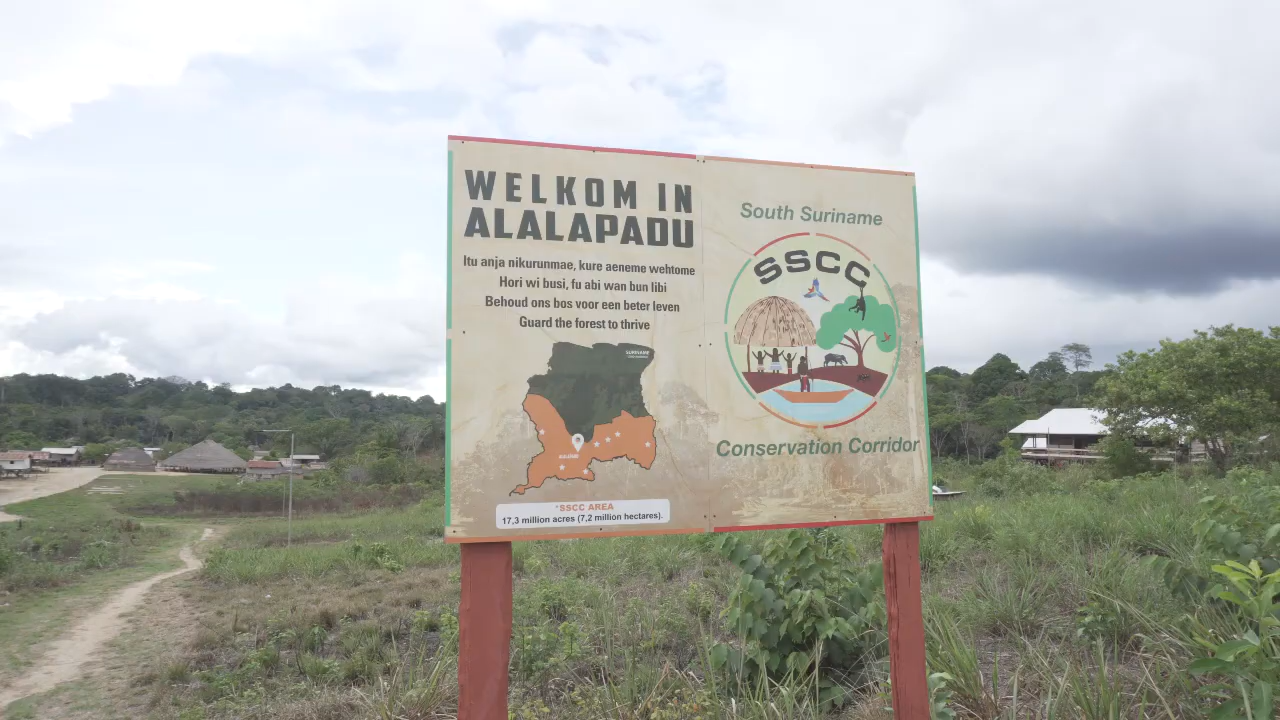 WELKOM IN
ALALAPADU
Itu anja nikurunmae, kure aeneme wehtome
Hori wi busi, fu abi wan bun libi
Behoud ons bos voor een beter leven
Guard the forest to thrive
SURINAME
*SSCC AREA
17,3 million acres (7,2 million hectares).
South Suriname
SSCC
Conservation Corridor